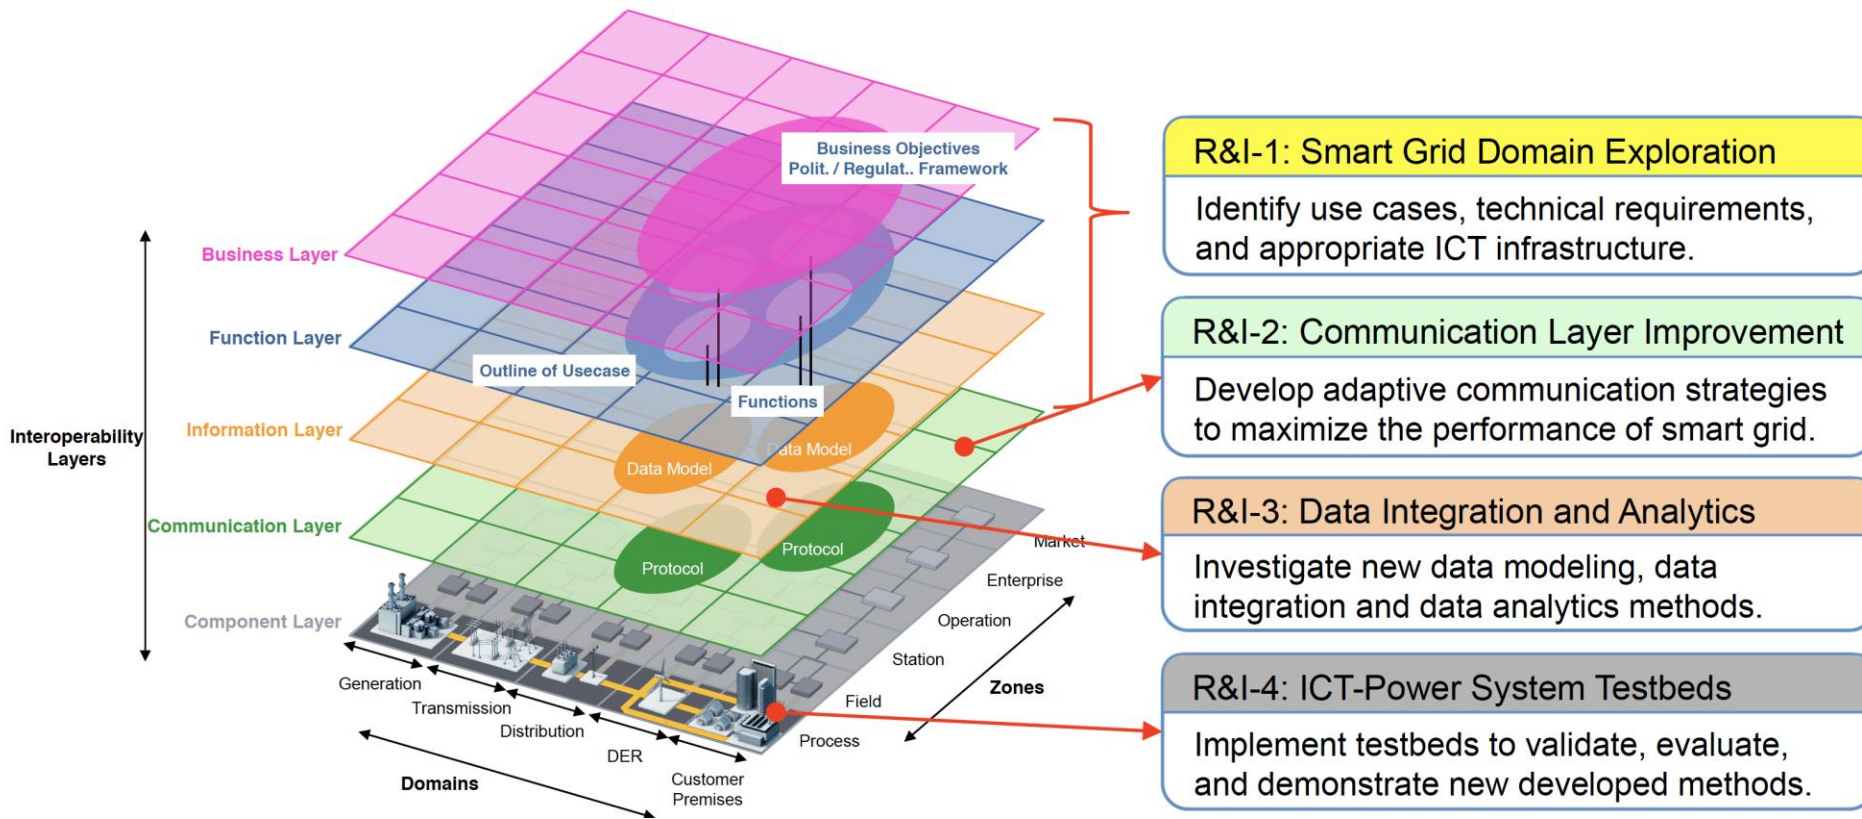 Business Objectives
Polit. / Regulat.. Framework
Business Layer
Function Layer
Outline of Usecase
Functions
Information Layer
Interoperability
Layers
Data Model
Data Model
Communication Layer
Protocol
Protocol
Component Layer
Market
Enterprise
Operation
Station
Field
Process
Zones
Generation
Transmission
Distribution
DER
Customer
Premises
Domains
R&I-1: Smart Grid Domain Exploration
Identify use cases, technical requirements,
and appropriate ICT infrastructure.
R&I-2: Communication Layer Improvement
Develop adaptive communication strategies
to maximize the performance of smart grid.
R&I-3: Data Integration and Analytics
Investigate new data modeling, data
integration and data analytics methods.
R&I-4: ICT-Power System Testbeds
Implement testbeds to validate, evaluate,
and demonstrate new developed methods.